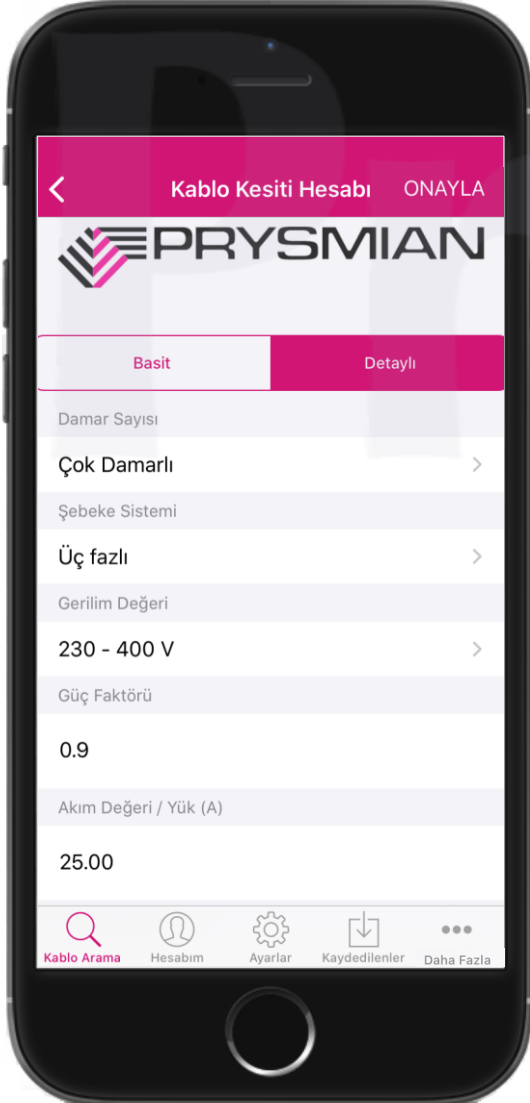 Kablo Kesiti Hesabı ONAYLA
PRYSMIAN
Basit Detaylı
Damar Sayısı
Çok Damarlı
Şebeke Sistemi
Üç fazlı
Gerilim Değeri
230 - 400 V
Güç Faktörü
0.9
Akım Değeri / Yük (A)
25.00
Kablo Arama Hesabım Ayarlar Kaydedilenler Daha Fazla